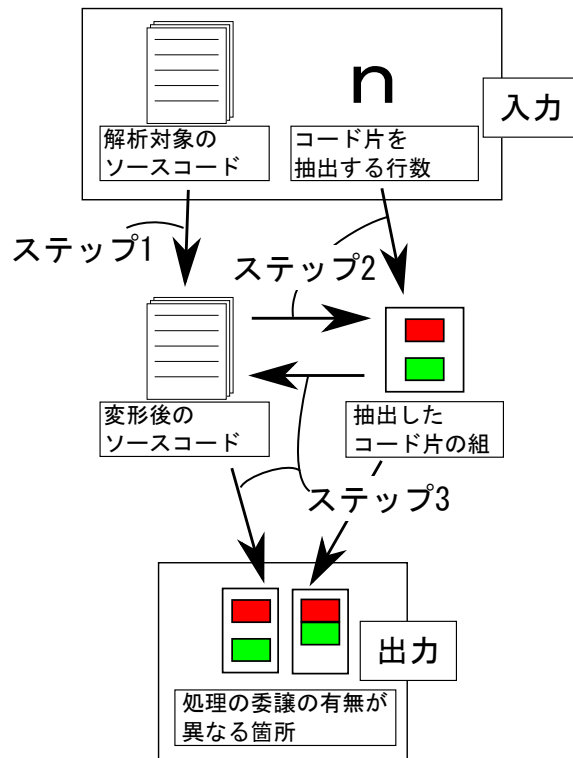 n
入力
解析対象の
ソースコード
コード片を
抽出する行数
ステップ1
ステップ2
変形後の
ソースコード
抽出した
コード片の組
ステップ3
出力
処理の委譲の有無が
異なる箇所